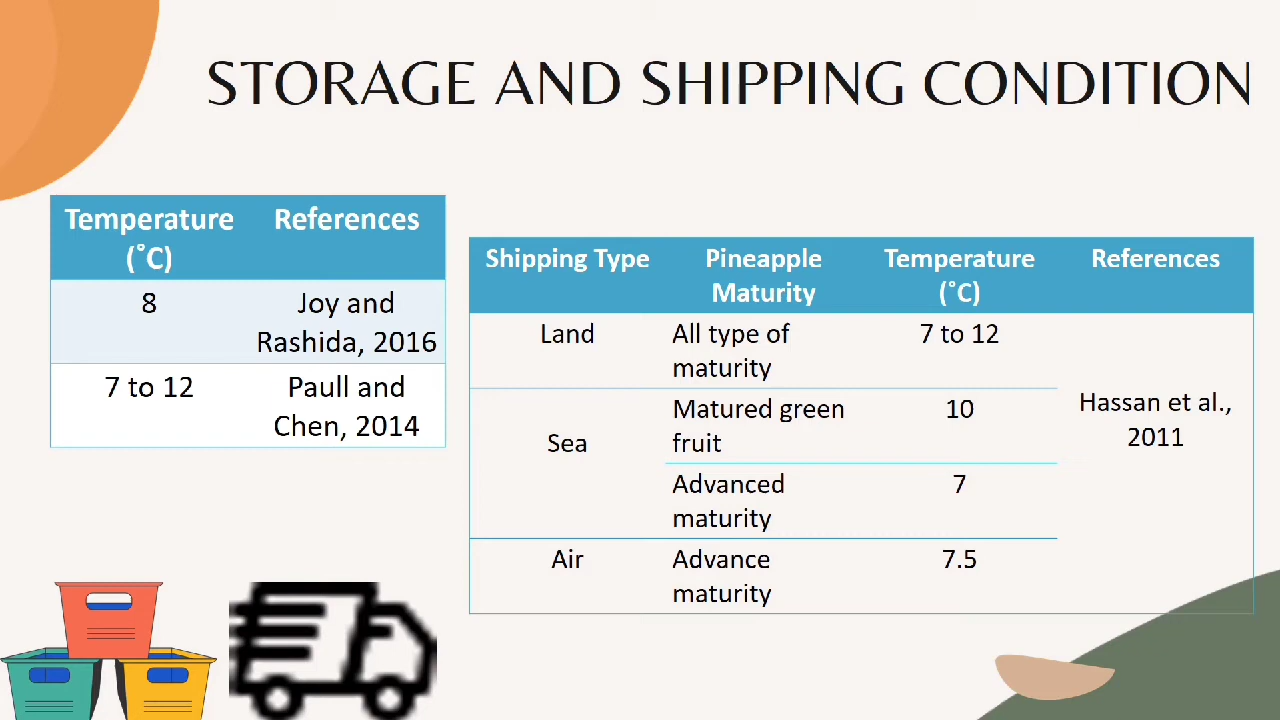 STORAGE AND SHIPPING CONDITION
Temperature References
(˚C)
8 Joy and
Rashida, 2016
7 to 12 Paull and
Chen, 2014
Shipping Type Pineapple Temperature References
Maturity (˚C)
Land All type of 7 to 12
maturity
Matured green 10
fruit
Sea
Advanced 7
maturity
Air Advance 7.5
maturity
Hassan et al.,
2011